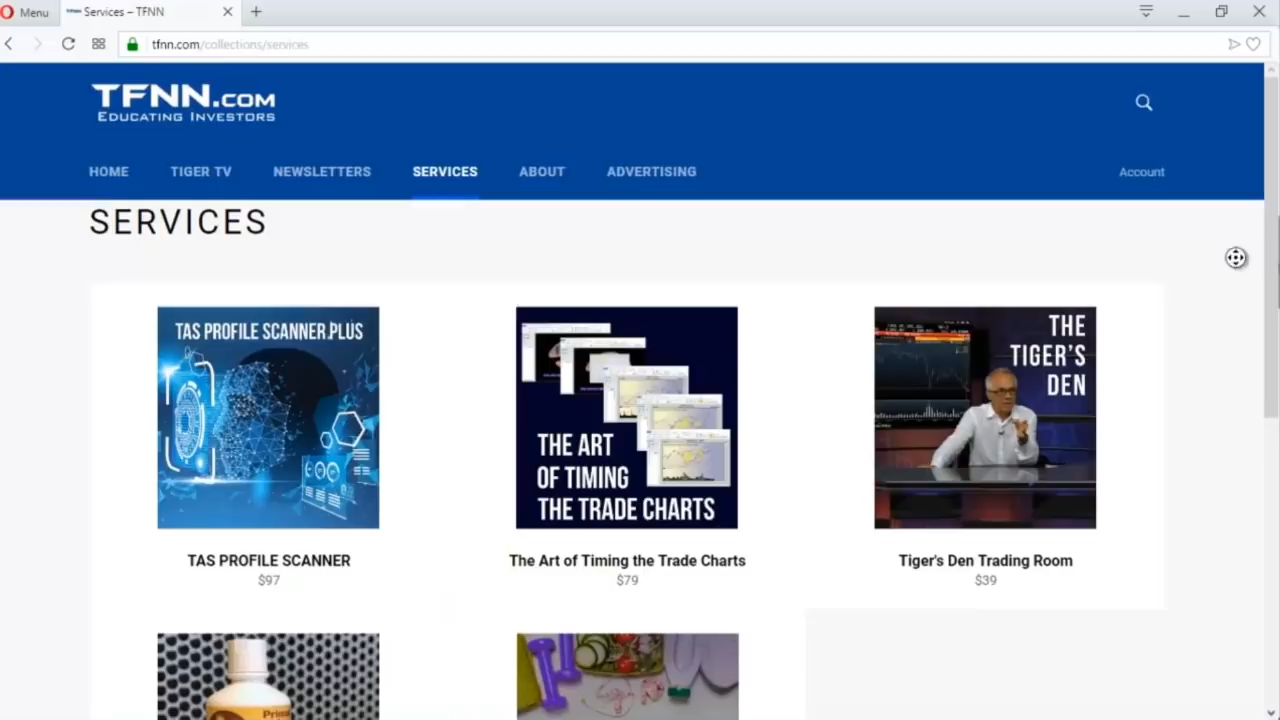 Menu
Services – TFNN
tfnn.com/collections/services
TFNN.COM
EDUCATING INVESTORS
HOME
TIGER TV
NEWSLETTERS
SERVICES
ABOUT
ADVERTISING
Account
SERVICES
TAS PROFILE SCANNER PLUS
THE ART
OF TIMING
THE TRADE CHARTS
THE
TIGER'S
DEN
TAS PROFILE SCANNER
$97
The Art of Timing the Trade Charts
$79
Tiger's Den Trading Room
$39